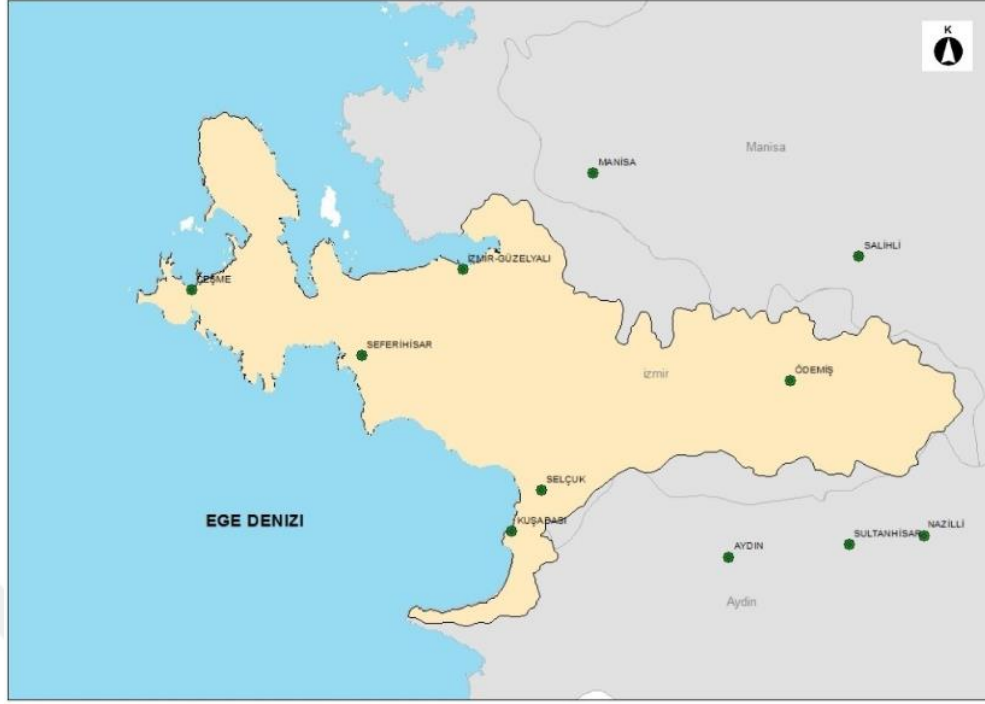 K
MANİSA
Manisa
SALİHLİ
İZMİR-GÜZELYALI
ÇEŞME
SEFERİHİSAR
izmir
ÖDEMİŞ
SELÇUK
EGE DENIZI
KUŞADASI
AYDIN
SULTANHİSAR
NAZİLLİ
Aydin